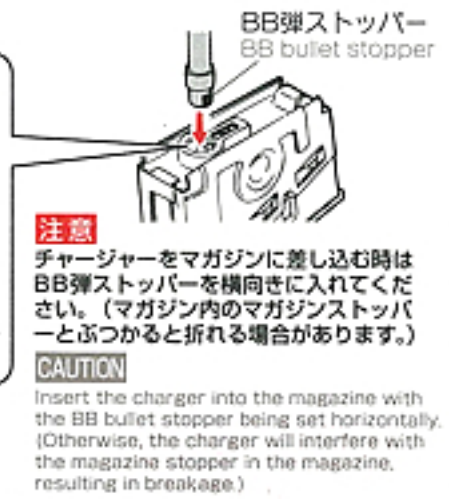 BB弾ストッパー
BB bullet stopper
注意
チャージャーをマガジンに差し込む時は
BB弾ストッパーを横向きに入れてくだ
さい。（マガジン内のマガジンストッパ
ーとぶつかると折れる場合があります。）
CAUTION
Insert the charger into the magazine with
the BB bullet stopper being set horizontally.
(Otherwise, the charger will interfere with
the magazine stopper in the magazine,
resulting in breakage.)